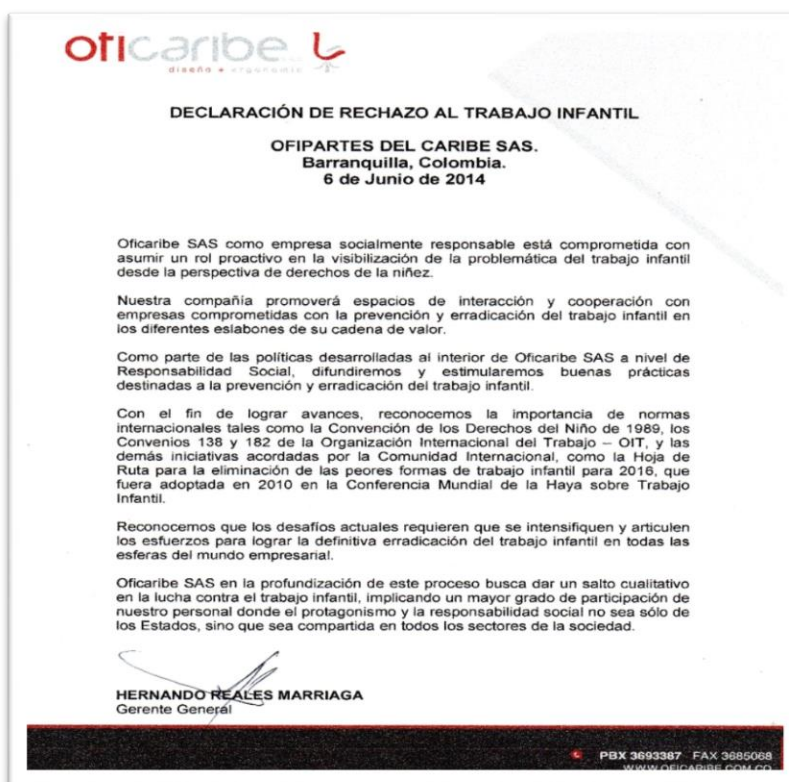 oficaribe
diseño + ergonomía
DECLARACIÓN DE RECHAZO AL TRABAJO INFANTIL
OFIPARTES DEL CARIBE SAS.
Barranquilla, Colombia.
6 de Junio de 2014
Oficaribe SAS como empresa socialmente responsable está comprometida con
asumir un rol proactivo en la visibilización de la problemática del trabajo infantil
desde la perspectiva de derechos de la niñez.
Nuestra compañía promoverá espacios de interacción y cooperación con
empresas comprometidas con la prevención y erradicación del trabajo infantil en
los diferentes eslabones de su cadena de valor.
Como parte de las políticas desarrolladas al interior de Oficaribe SAS a nivel de
Responsabilidad Social, difundiremos y estimularemos buenas prácticas
destinadas a la prevención y erradicación del trabajo infantil.
Con el fin de lograr avances, reconocemos la importancia de normas
internacionales tales como la Convención de los Derechos del Niño de 1989, los
Convenios 138 y 182 de la Organización Internacional del Trabajo – OIT, y las
demás iniciativas acordadas por la Comunidad Internacional, como la Hoja de
Ruta para la eliminación de las peores formas de trabajo infantil para 2016, que
fuera adoptada en 2010 en la Conferencia Mundial de la Haya sobre Trabajo
Infantil.
Reconocemos que los desafíos actuales requieren que se intensifiquen y articulen
los esfuerzos para lograr la definitiva erradicación del trabajo infantil en todas las
esferas del mundo empresarial.
Oficaribe SAS en la profundización de este proceso busca dar un salto cualitativo
en la lucha contra el trabajo infantil, implicando un mayor grado de participación de
nuestro personal donde el protagonismo y la responsabilidad social no sea sólo de
los Estados, sino que sea compartida en todos los sectores de la sociedad.
HERNANDO REALES MARRIAGA
Gerente General
PBX 3693387 FAX 3685068
WWW.OFICARIBE.COM.CO